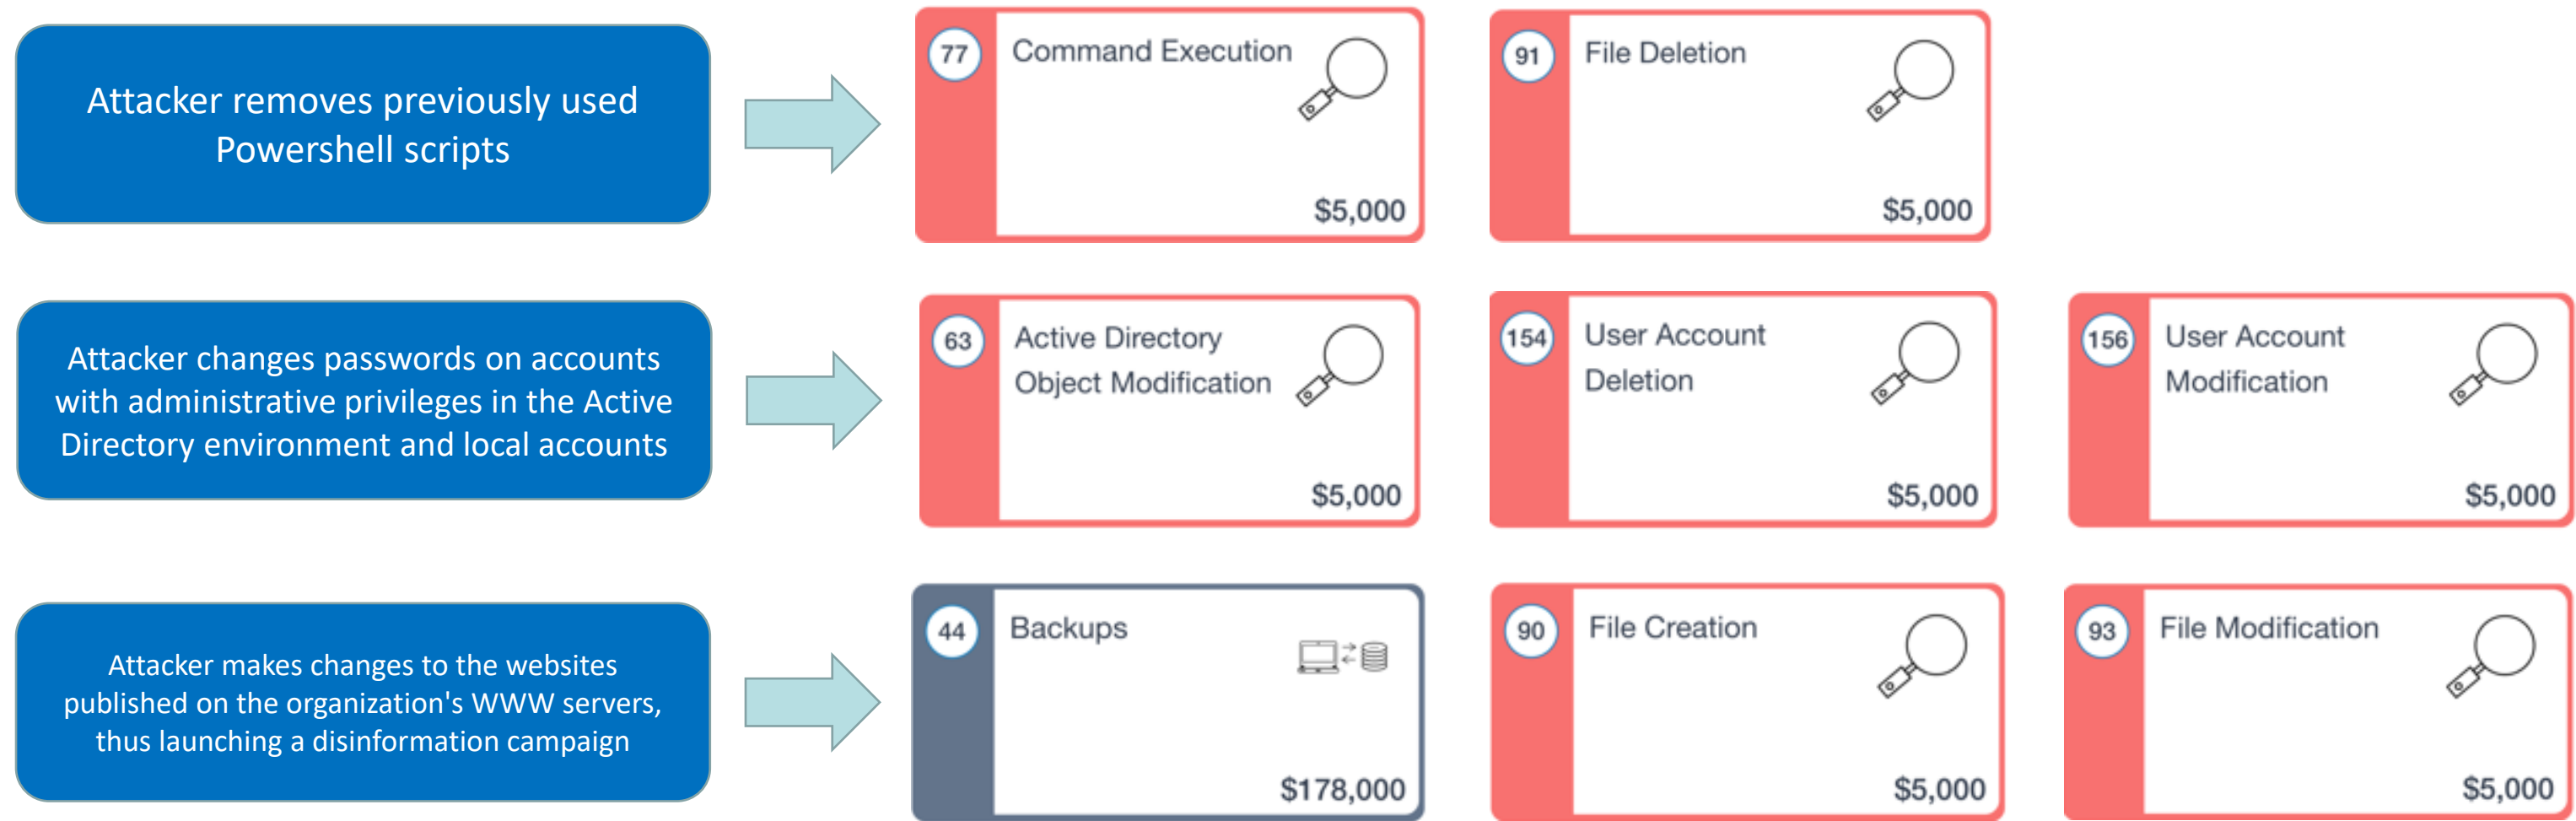 Attacker removes previously used
Powershell scripts
77
Command Execution
$5,000
91
File Deletion
$5,000
Attacker changes passwords on accounts
with administrative privileges in the Active
Directory environment and local accounts
63
Active Directory
Object Modification
$5,000
154
User Account
Deletion
$5,000
156
User Account
Modification
$5,000
Attacker makes changes to the websites
published on the organization's WWW servers,
thus launching a disinformation campaign
44
Backups
$178,000
90
File Creation
$5,000
93
File Modification
$5,000